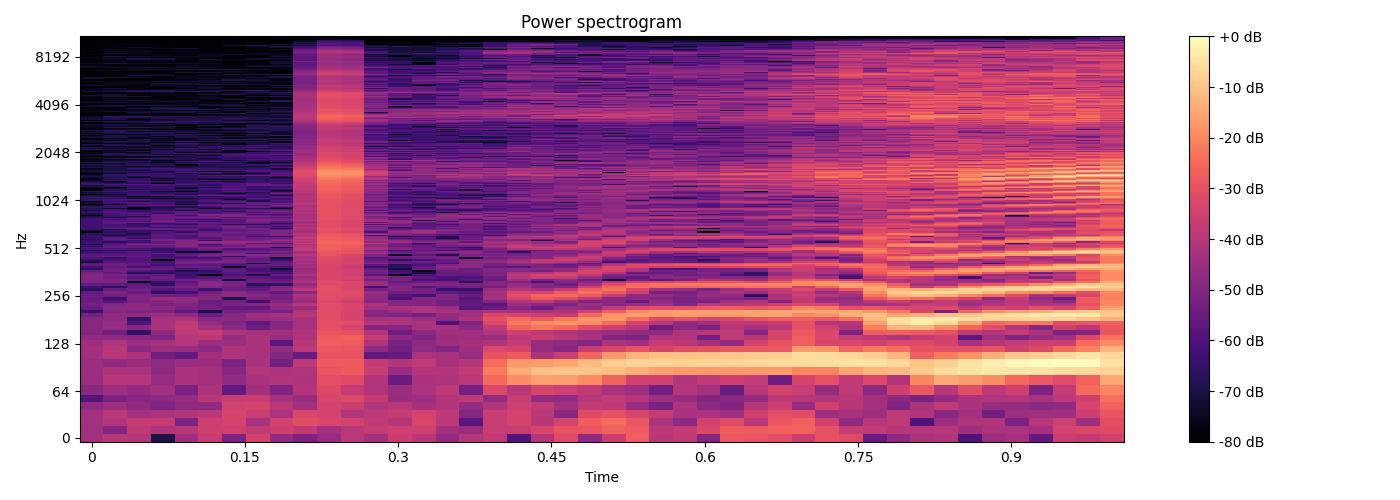 Power spectrogram
Hz
8192
4096
2048
1024
512
256
128
64
0
0 0.15 0.3 0.45 0.6 0.75 0.9
Time
+0 dB
-10 dB
-20 dB
-30 dB
-40 dB
-50 dB
-60 dB
-70 dB
-80 dB